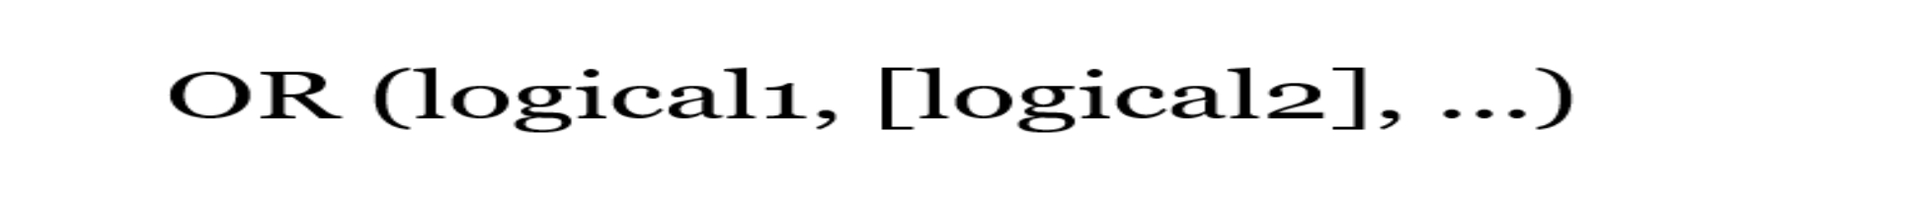 OR (logical1, [logical2], ...)